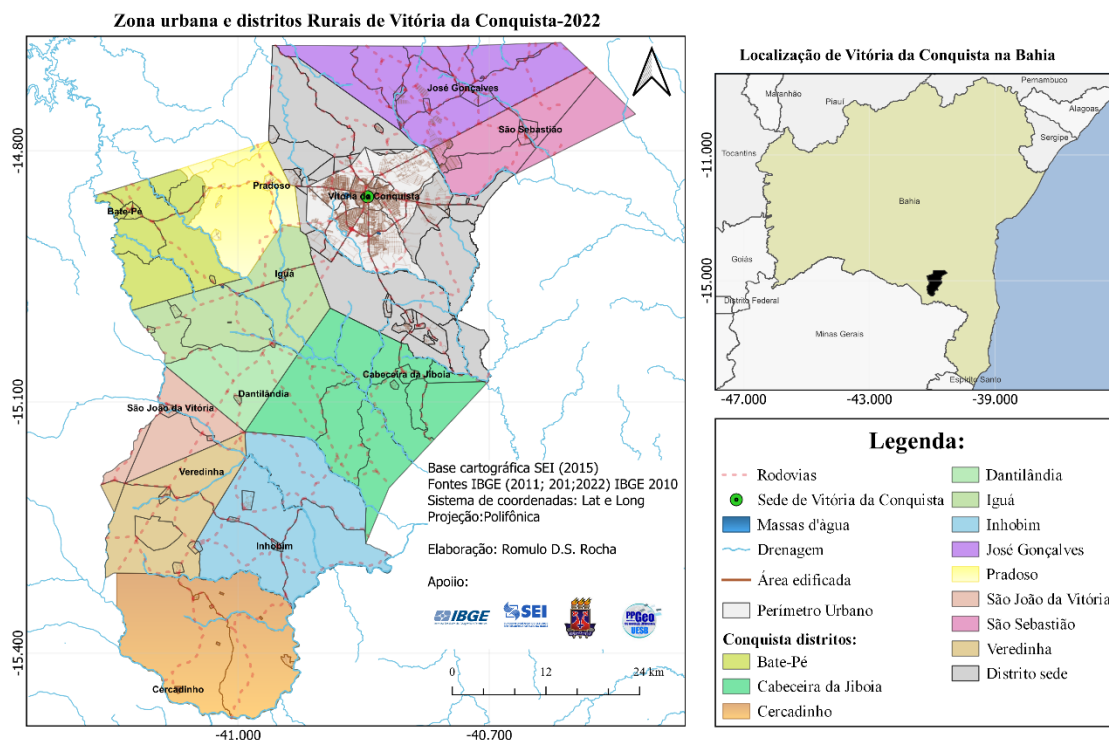 Zona urbana e distritos Rurais de Vitória da Conquista-2022
José Gonçalves
São Sebastião
-14.800
Pradoso
Vitória da Conquista
Bate-Pé
Iguá
Cabeceira da Jiboia
Dantilândia
-15.100
São João da Vitória
Veredinha
Inhobim
Cercadinho
-15.400
-41.000
-40.700
Base cartográfica SEI (2015)
Fontes IBGE (2011; 201;2022) IBGE 2010
Sistema de coordenadas: Lat e Long
Projeção:Polifônica
Elaboração: Romulo D.S. Rocha
Apoiio:
IBGE
SEI
PPGeo
UESB
0
12
24 km
Localização de Vitória da Conquista na Bahia
Pernambuco
Maranhão
Piauí
Alagoas
Sergipe
Tocantins
-11.000
Bahia
Goiás
-15.000
Distrito Federal
Minas Gerais
Espírito Santo
-47.000
-43.000
-39.000
Legenda:
Rodovias
Sede de Vitória da Conquista
Massas d'água
Drenagem
Área edificada
Perímetro Urbano
Conquista distritos:
Bate-Pé
Cabeceira da Jiboia
Cercadinho
Dantilândia
Iguá
Inhobim
José Gonçalves
Pradoso
São João da Vitória
São Sebastião
Veredinha
Distrito sede